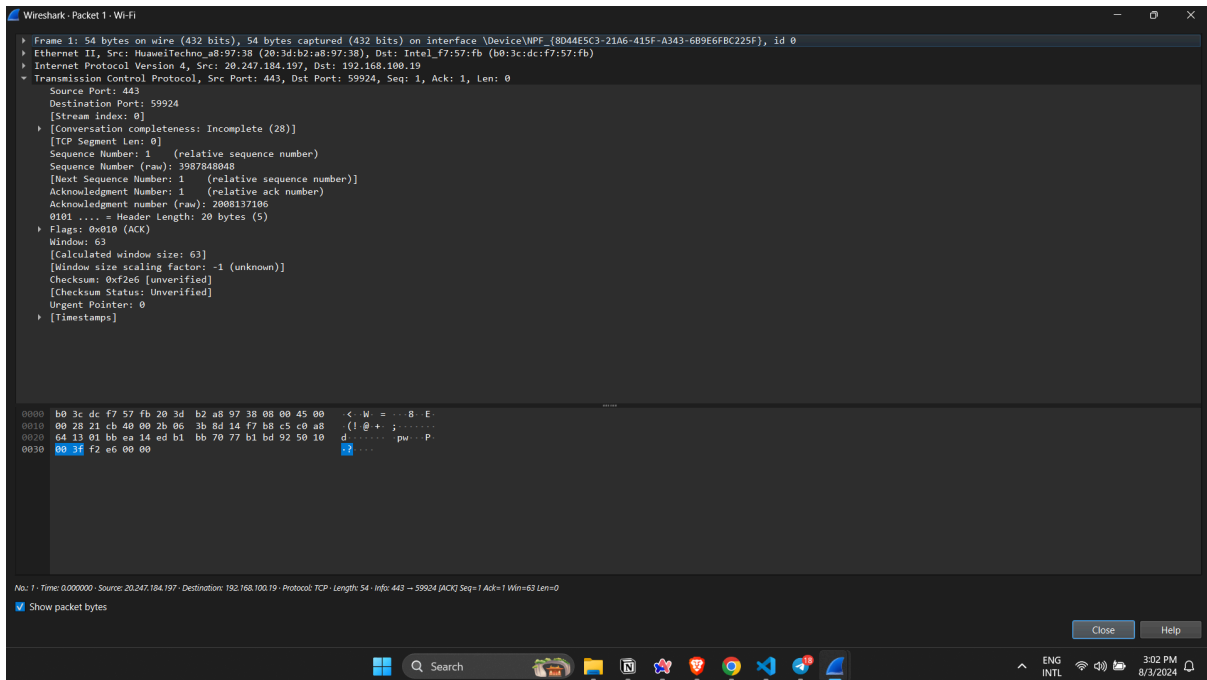 Wireshark · Packet 1 · Wi-Fi
Frame 1: 54 bytes on wire (432 bits), 54 bytes captured (432 bits) on interface \Device\NPF_{8D44E5C3-21A6-415F-A343-6B9E6FBC225F}, id 0
Ethernet II, Src: HuaweiTechno_a8:97:38 (20:3d:b2:a8:97:38), Dst: Intel_f7:57:fb (b0:3c:dc:f7:57:fb)
Internet Protocol Version 4, Src: 20.247.184.197, Dst: 192.168.100.19
Transmission Control Protocol, Src Port: 443, Dst Port: 59924, Seq: 1, Ack: 1, Len: 0
Source Port: 443
Destination Port: 59924
[Stream index: 0]
[Conversation completeness: Incomplete (28)]
[TCP Segment Len: 0]
Sequence Number: 1    (relative sequence number)
Sequence Number (raw): 3987848048
[Next Sequence Number: 1    (relative sequence number)]
Acknowledgment Number: 1    (relative ack number)
Acknowledgment number (raw): 2008137106
0101 .... = Header Length: 20 bytes (5)
Flags: 0x010 (ACK)
Window: 63
[Calculated window size: 63]
[Window size scaling factor: -1 (unknown)]
Checksum: 0xf2e6 [unverified]
[Checksum Status: Unverified]
Urgent Pointer: 0
[Timestamps]
0000 b0 3c dc f7 57 fb 20 3d b2 a8 97 38 08 00 45 00 ·<··W· = ···8··E·
0010 00 28 21 cb 40 00 2b 06 3b 8d 14 f7 b8 c5 c0 a8 ·(!·@·+· ;·······
0020 64 13 01 bb ea 14 ed b1 bb 70 77 b1 bd 92 50 10 d······· ·pw···P·
0030 00 3f f2 e6 00 00 ·?····
No.: 1 · Time: 0.000000 · Source: 20.247.184.197 · Destination: 192.168.100.19 · Protocol: TCP · Length: 54 · Info: 443 → 59924 [ACK] Seq=1 Ack=1 Win=63 Len=0
Show packet bytes
Close Help
Search 18 ENG 3:02 PM
INTL 8/3/2024